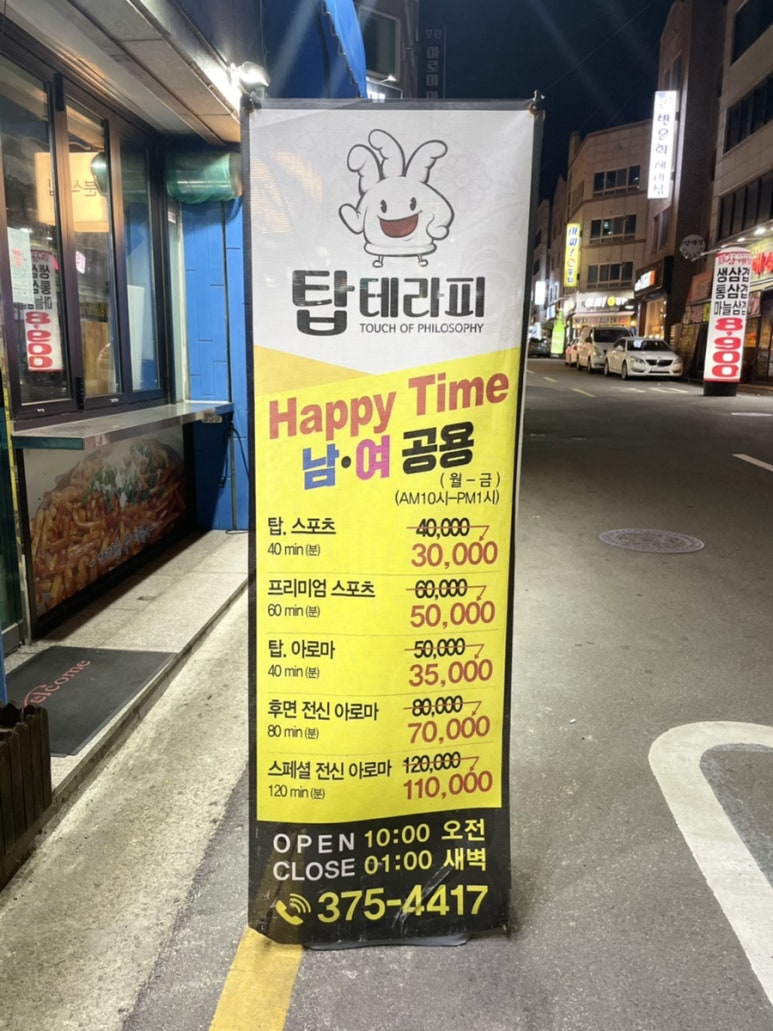 탑 테라피
TOUCH OF PHILOSOPHY
Happy Time
남·여 공용
(월-금)
(AM10시-PM1시)
탑. 스포츠 40,000
40 min (분) 30,000
프리미엄 스포츠 60,000
60 min (분) 50,000
탑. 아로마 50,000
40 min (분) 35,000
후면 전신 아로마 80,000
80 min (분) 70,000
스페셜 전신 아로마 120,000
120 min (분) 110,000
OPEN 10:00 오전
CLOSE 01:00 새벽
375-4417
welcome
생삼겹
통삼겹
마늘삼겹
8,900